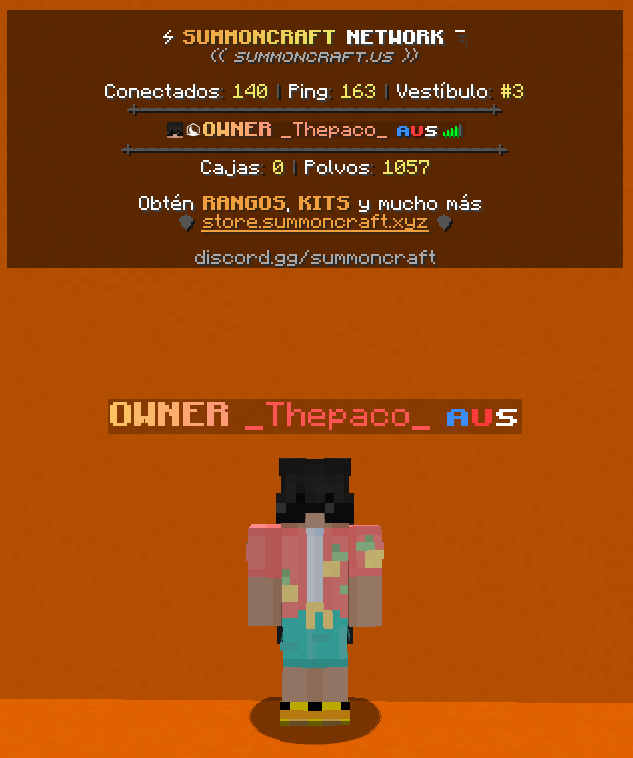 SUMMONCRAFT NETWORK
(( SUMMONCRAFT.US ))
Conectados: 140 | Ping: 163 | Vestíbulo: #3
OWNER _Thepaco_ AUS
Cajas: 0 | Polvos: 1057
Obtén RANGOS, KITS y mucho más
store.summoncraft.xyz
discord.gg/summoncraft
OWNER _Thepaco_ AUS